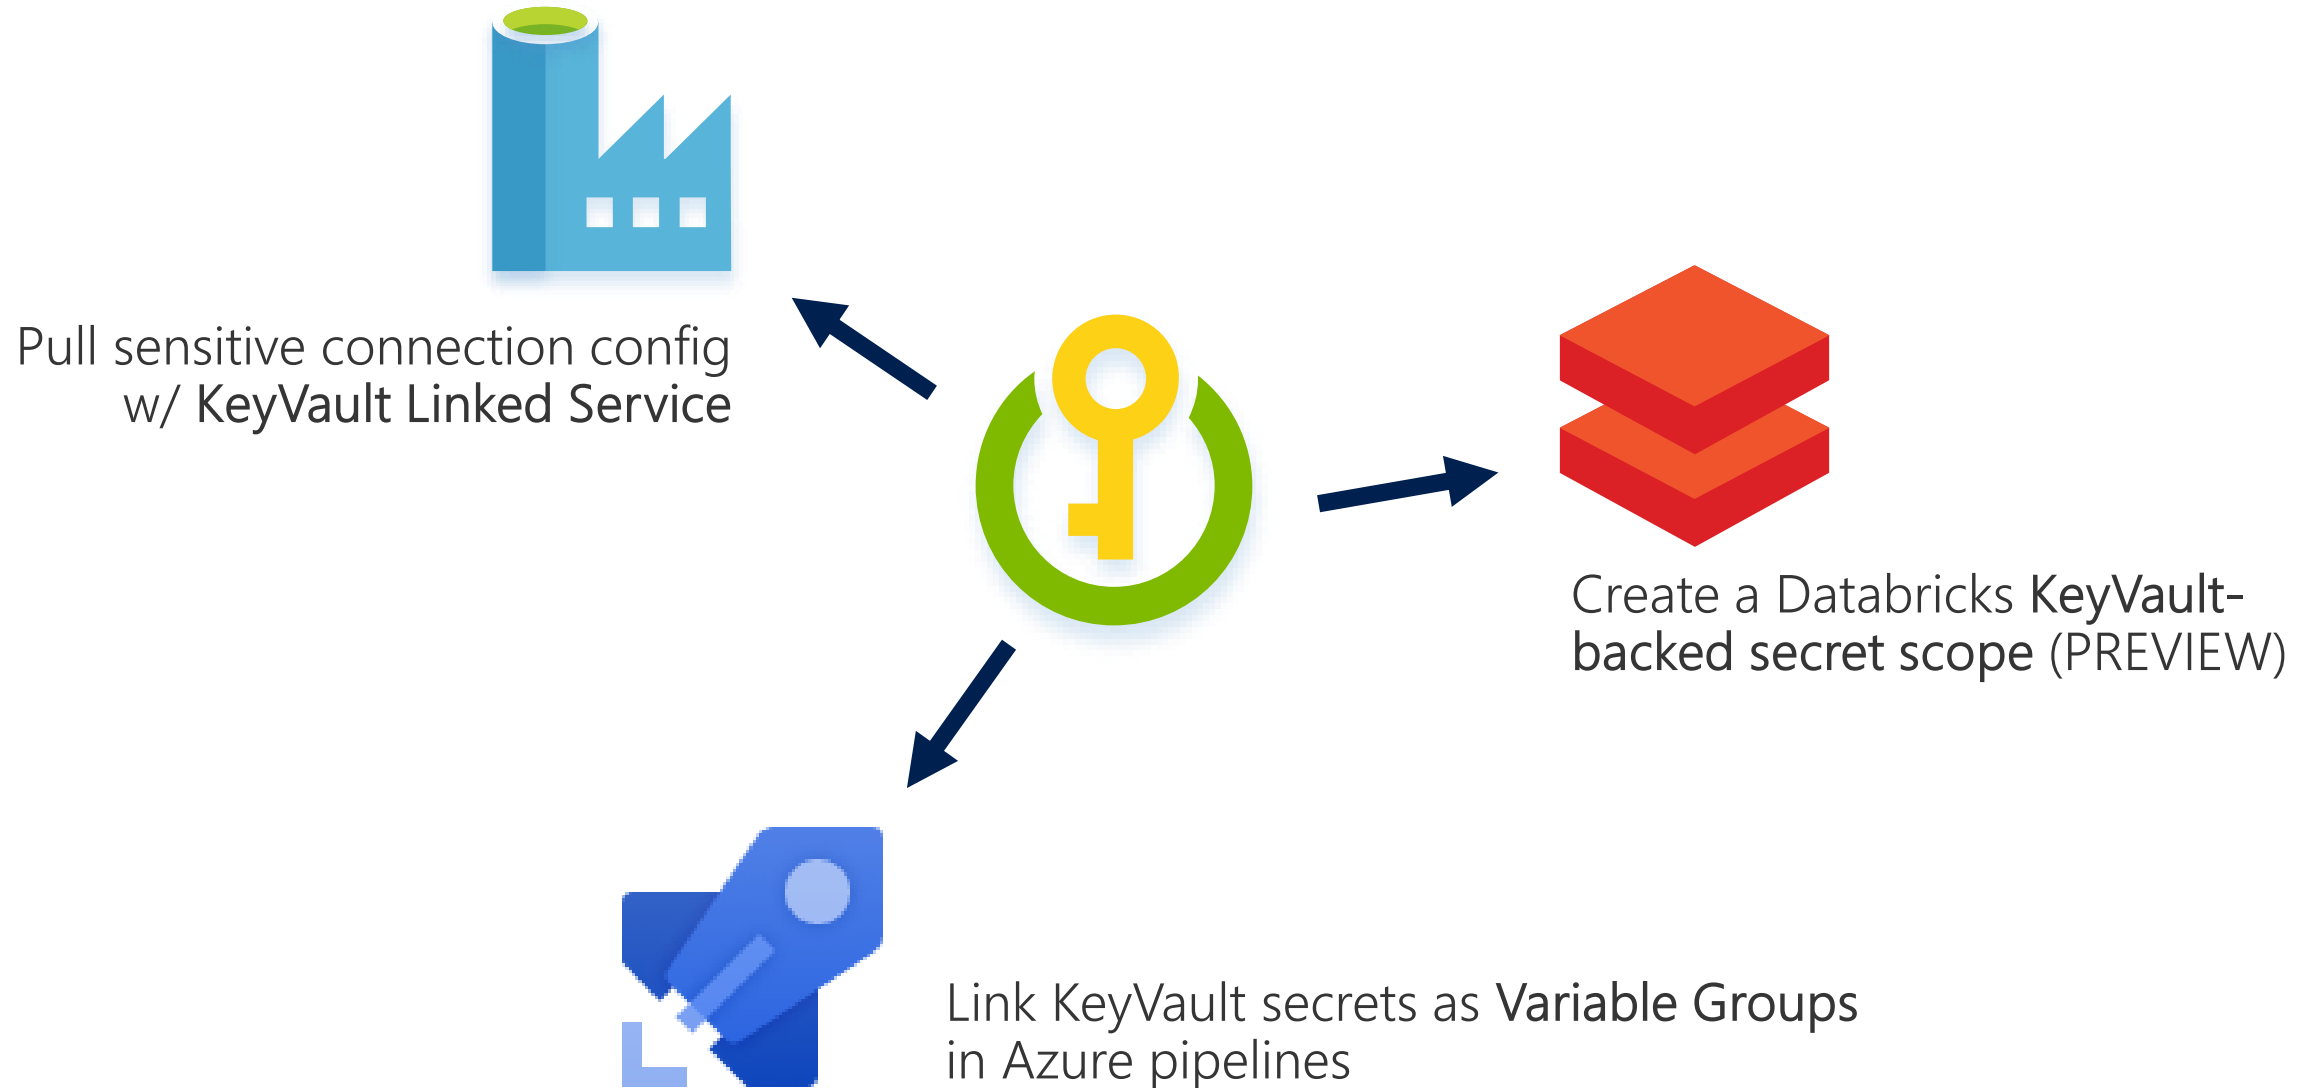 Pull sensitive connection config
w/ KeyVault Linked Service
Create a Databricks KeyVault-
backed secret scope (PREVIEW)
Link KeyVault secrets as Variable Groups
in Azure pipelines